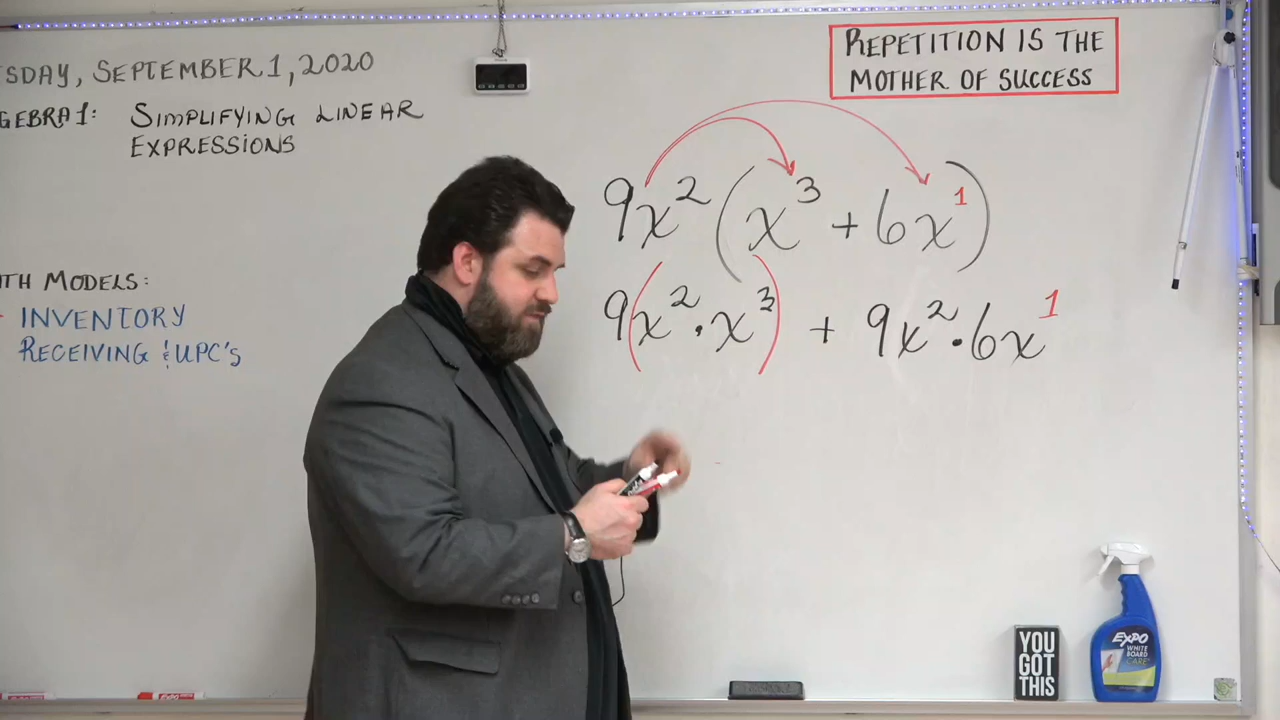 SDAY, SEPTEMBER 1, 2020
GEBRA 1: SIMPLIFYING LINEAR
EXPRESSIONS
TH MODELS:
INVENTORY
RECEIVING & UPC'S
REPETITION IS THE
MOTHER OF SUCCESS
9x²(x³ + 6x¹)
9(x²·x³) + 9x²·6x¹
YOU
GOT
THIS
EXPO
WHITE
BOARD
CARE